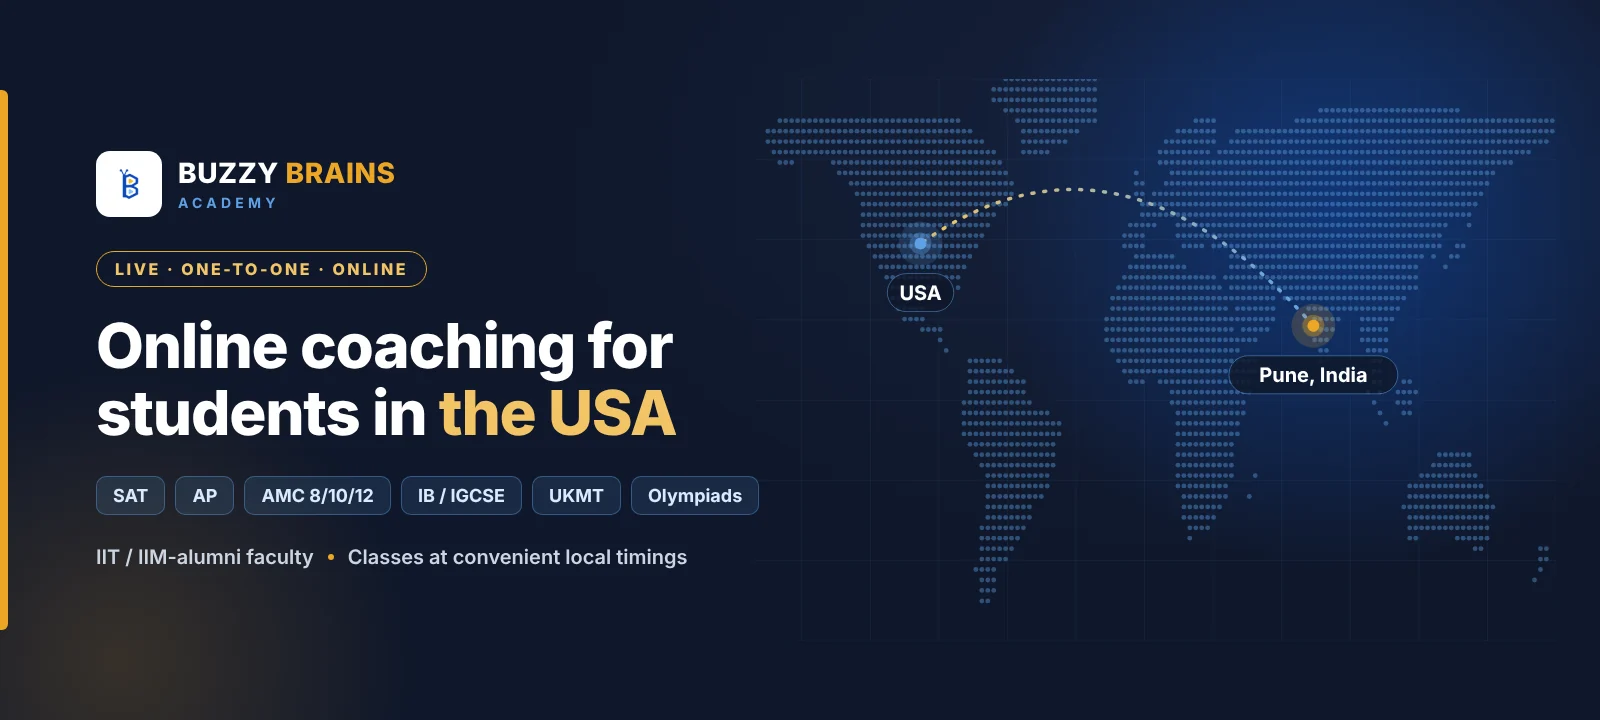 BUZZY BRAINS
ACADEMY
LIVE · ONE-TO-ONE · ONLINE
Online coaching for
students in the USA
SAT
AP
AMC 8/10/12
IB / IGCSE
UKMT
Olympiads
IIT / IIM-alumni faculty • Classes at convenient local timings
USA
Pune, India